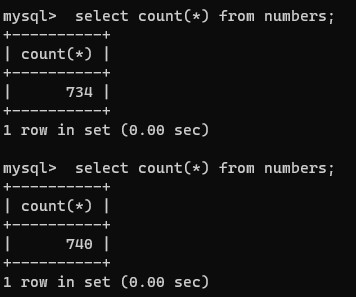 mysql>  select count(*) from numbers;
+----------+
| count(*) |
+----------+
|      734 |
+----------+
1 row in set (0.00 sec)

mysql>  select count(*) from numbers;
+----------+
| count(*) |
+----------+
|      740 |
+----------+
1 row in set (0.00 sec)